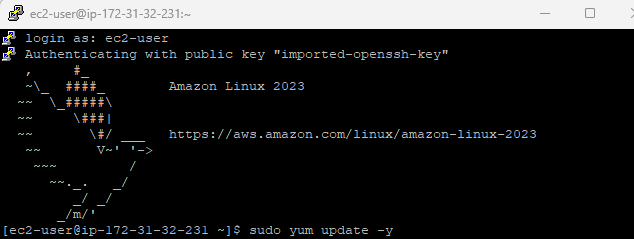 ec2-user@ip-172-31-32-231:~
login as: ec2-user
Authenticating with public key "imported-openssh-key"
   ,     #_
   ~\_  ####_        Amazon Linux 2023
  ~~  \_#####\
  ~~     \###|
  ~~       \#/ ___   https://aws.amazon.com/linux/amazon-linux-2023
   ~~       V~' '->
    ~~~         /
      ~~._.   _/
         _/ _/
       _/m/'
[ec2-user@ip-172-31-32-231 ~]$ sudo yum update -y